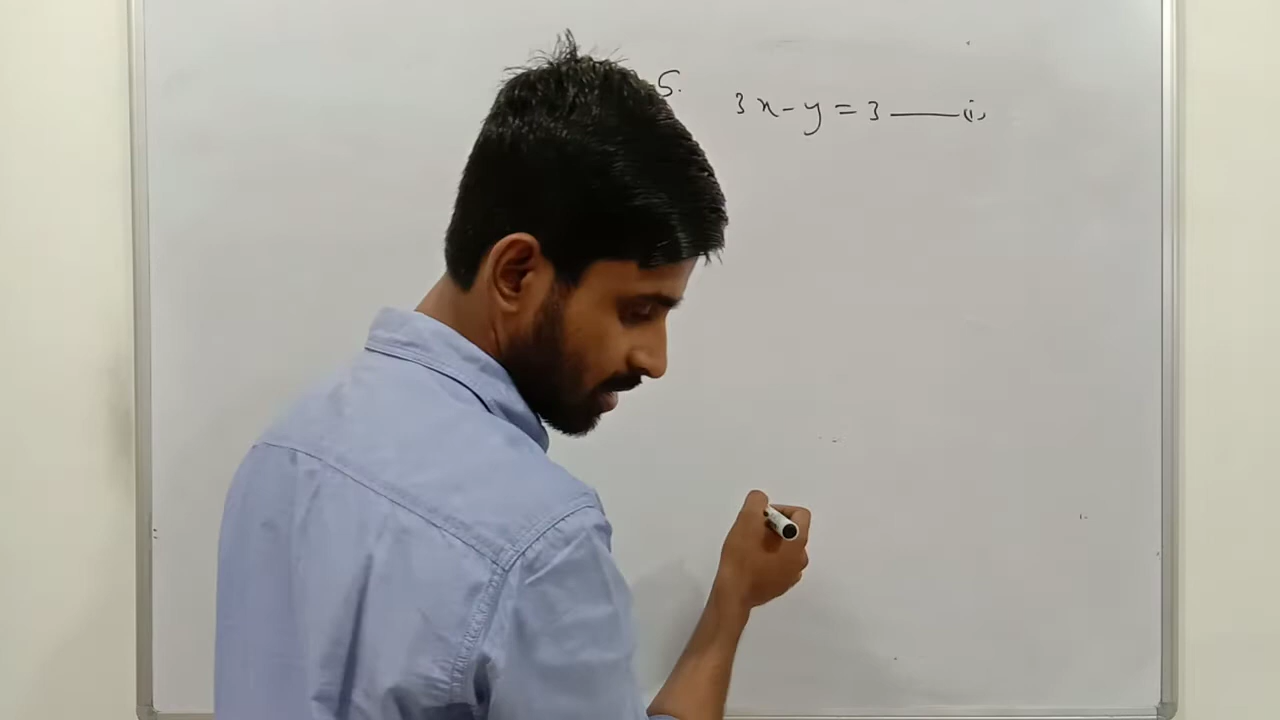 5.
3x - y = 3 ——— (i)